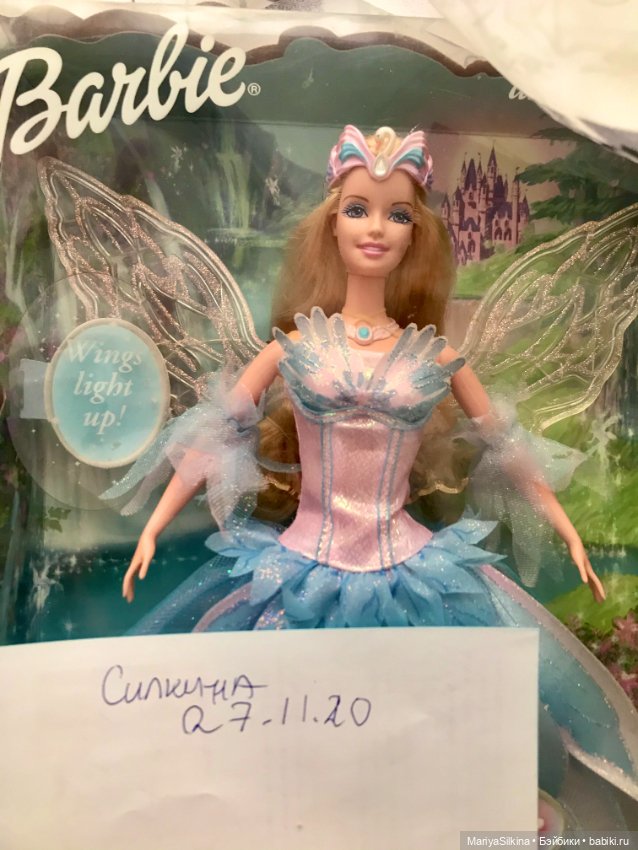 Barbie®
Wings
light
up!
Силкина
27.11.20
MariyaSilkina • Бэйбики • babiki.ru